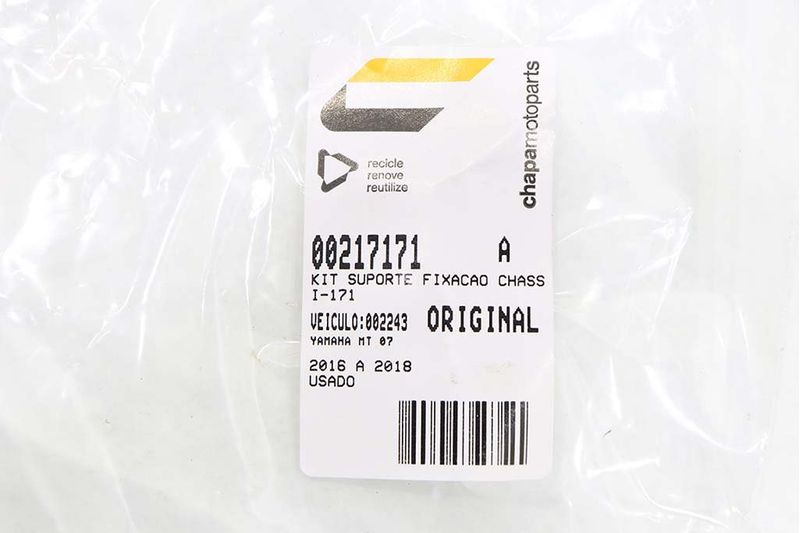 chapamotoparts
recicle
renove
reutilize
00217171 A
KIT SUPORTE FIXACAO CHASS
I-171
VEICULO:002243 ORIGINAL
YAMAHA MT 07
2016 A 2018
USADO